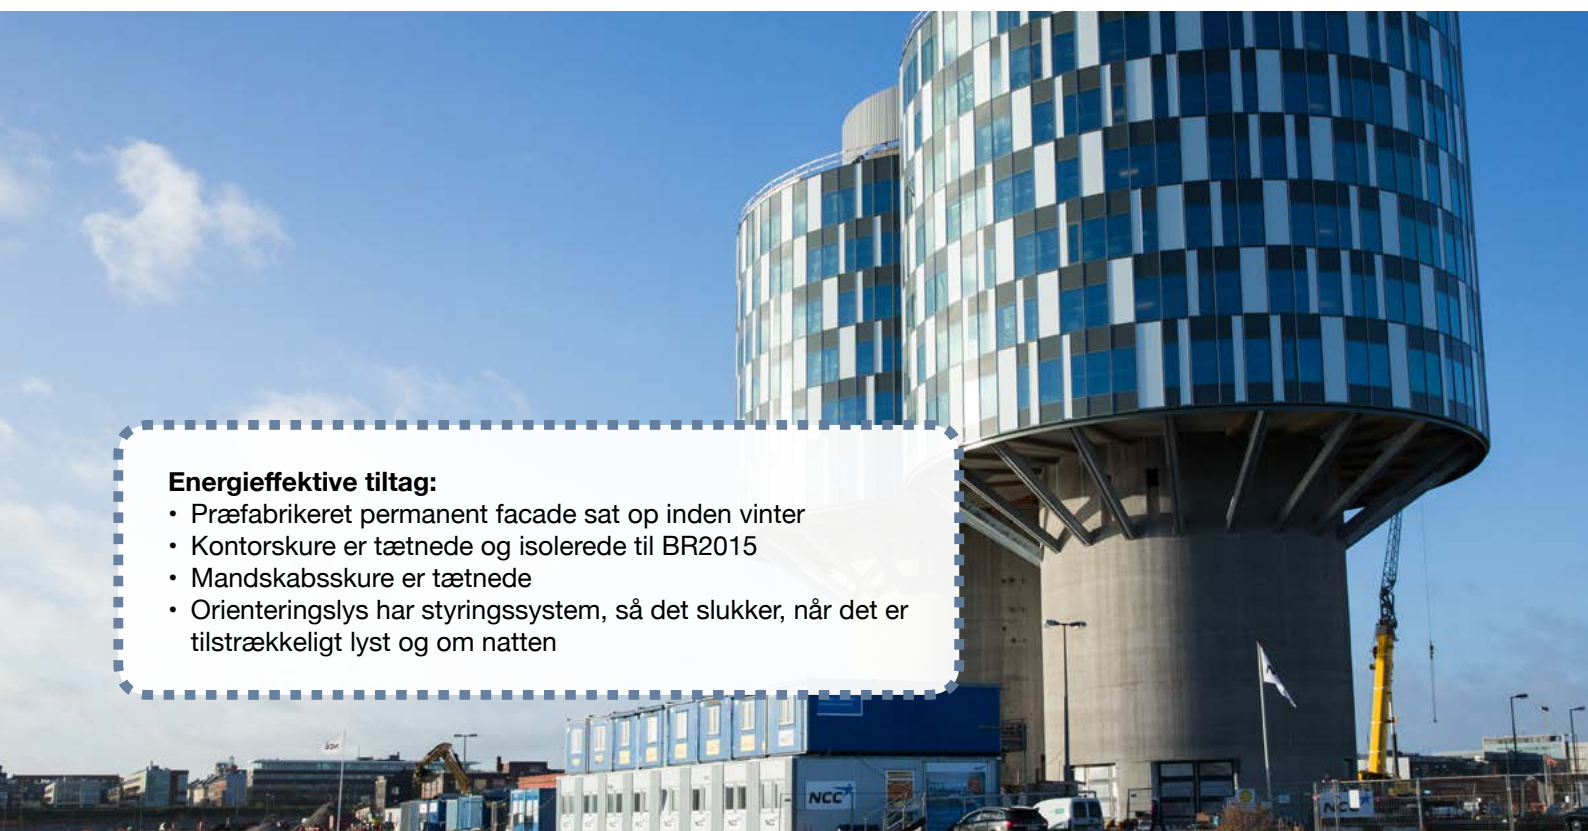 Energieffektive tiltag:
• Præfabrikeret permanent facade sat op inden vinter
• Kontorskure er tætnede og isolerede til BR2015
• Mandskabsskure er tætnede
• Orienteringslys har styringssystem, så det slukker, når det er
tilstrækkeligt lyst og om natten
NCC
NCC